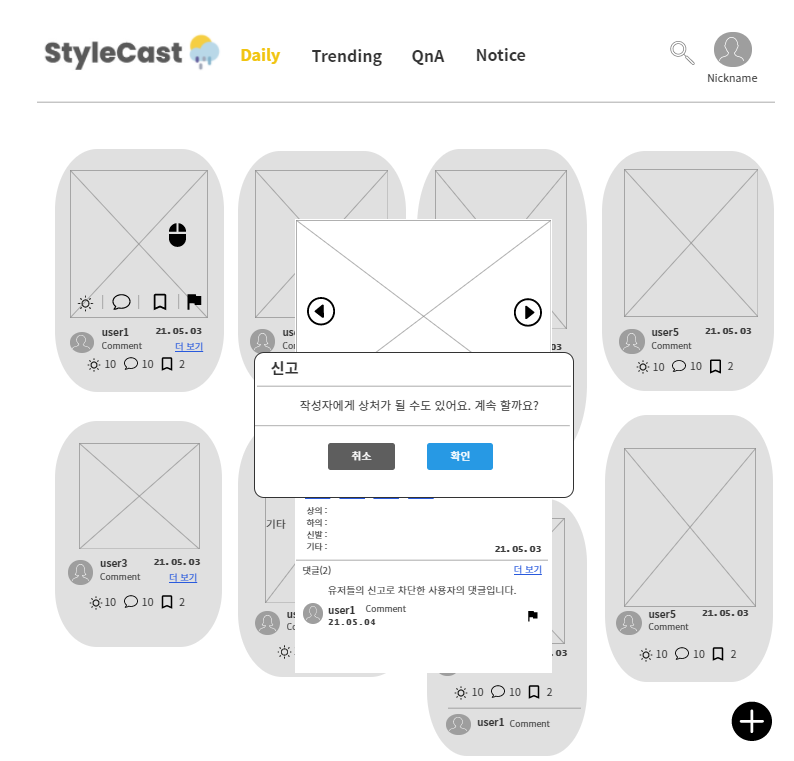 StyleCast
Daily
Trending
QnA
Notice
Nickname
user1
21.05.03
Comment
더 보기
10
10
2
user5
21.05.03
Comment
10
10
2
신고
작성자에게 상처가 될 수도 있어요. 계속 할까요?
취소
확인
user3
21.05.03
Comment
더 보기
10
10
2
기타
상의 :
하의 :
신발 :
기타 :
21.05.03
댓글(2)
더 보기
유저들의 신고로 차단한 사용자의 댓글입니다.
user1
Comment
21.05.04
user5
21.05.03
Comment
10
10
2
10
10
2
user1
Comment